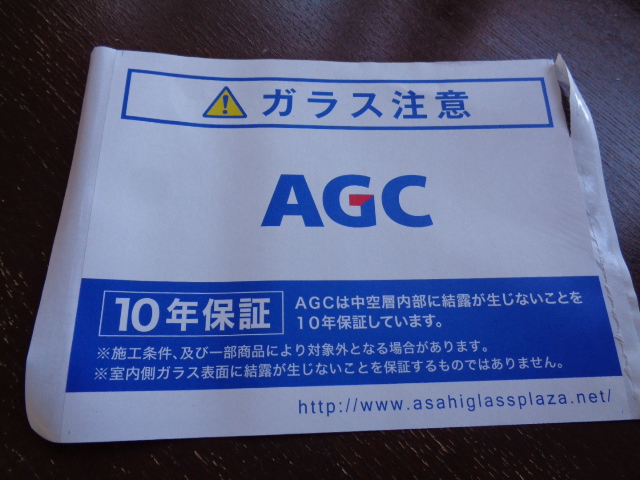 ガラス注意
AGC
10年保証
AGCは中空層内部に結露が生じないことを
10年保証しています。
※施工条件、及び一部商品により対象外となる場合があります。
※室内側ガラス表面に結露が生じないことを保証するものではありません。
http://www.asahiglassplaza.net/